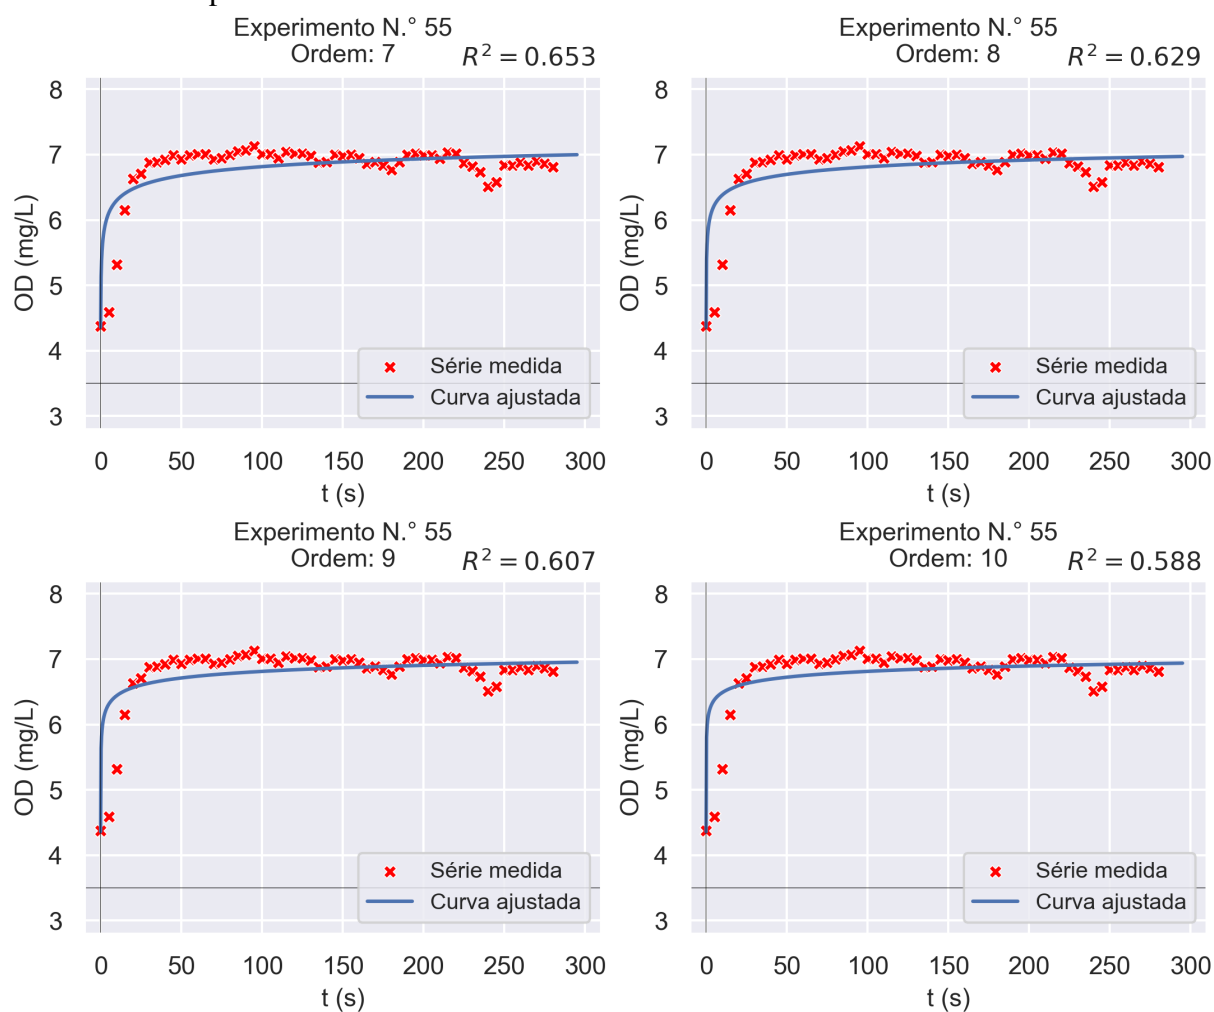 Experimento N.° 55
Ordem: 7
R² = 0.653
8
7
6
5
4
3
OD (mg/L)
Série medida
Curva ajustada
0 50 100 150 200 250 300
t (s)
Experimento N.° 55
Ordem: 8
R² = 0.629
8
7
6
5
4
3
OD (mg/L)
Série medida
Curva ajustada
0 50 100 150 200 250 300
t (s)
Experimento N.° 55
Ordem: 9
R² = 0.607
8
7
6
5
4
3
OD (mg/L)
Série medida
Curva ajustada
0 50 100 150 200 250 300
t (s)
Experimento N.° 55
Ordem: 10
R² = 0.588
8
7
6
5
4
3
OD (mg/L)
Série medida
Curva ajustada
0 50 100 150 200 250 300
t (s)